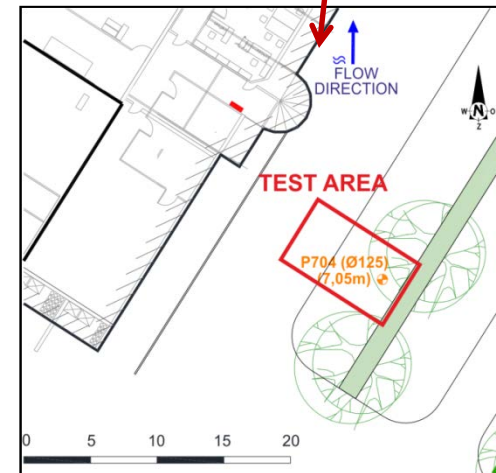 ≈
FLOW
DIRECTION
W N O
Z
TEST AREA
P704 (Ø125)
(7,05m)
0 5 10 15 20